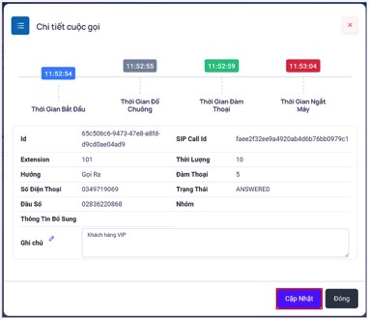 Chi tiết cuộc gọi
11:52:54
11:52:55
11:52:59
11:53:04
Thời Gian Bắt Đầu
Thời Gian Đổ
Chuông
Thời Gian Đàm
Thoại
Thời Gian Ngắt
Máy
Id
65c506c6-9473-47e8-a8fd-
d9cd0ae04ad9
SIP Call Id
faee2f32ee9a4920ab4d6b76bb0979c1
Extension
101
Thời Lượng
10
Hướng
Gọi Ra
Đàm Thoại
5
Số Điện Thoại
0349719069
Trạng Thái
ANSWERED
Đầu Số
02836220868
Nhóm
Thông Tin Bổ Sung
Ghi chú
Khách hàng VIP
Cập Nhật
Đóng